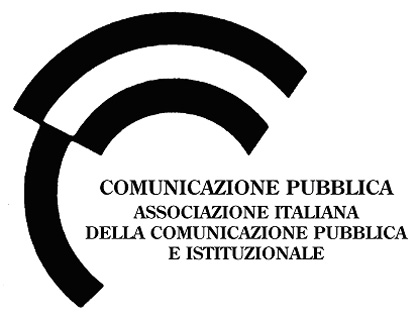 COMUNICAZIONE PUBBLICA
ASSOCIAZIONE ITALIANA
DELLA COMUNICAZIONE PUBBLICA
E ISTITUZIONALE